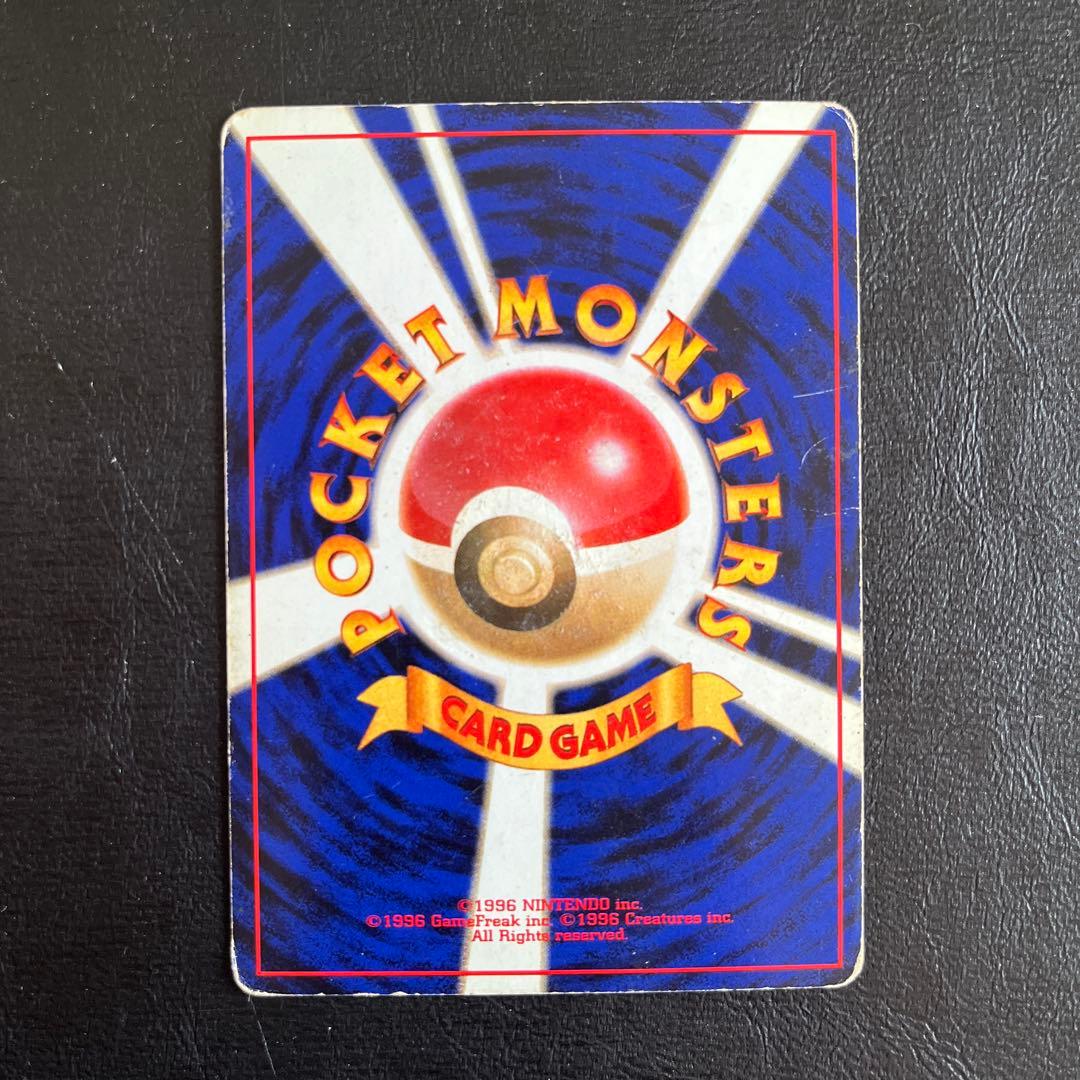 POCKET MONSTERS
CARD GAME
©1996 NINTENDO inc.
©1996 GameFreak inc. ©1996 Creatures inc.
All Rights reserved.